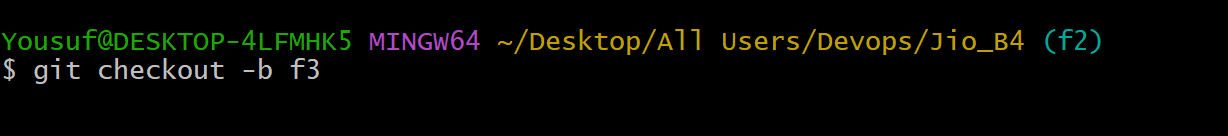 Yousuf@DESKTOP-4LFMHK5 MINGW64 ~/Desktop/All Users/Devops/Jio_B4 (f2)
$ git checkout -b f3